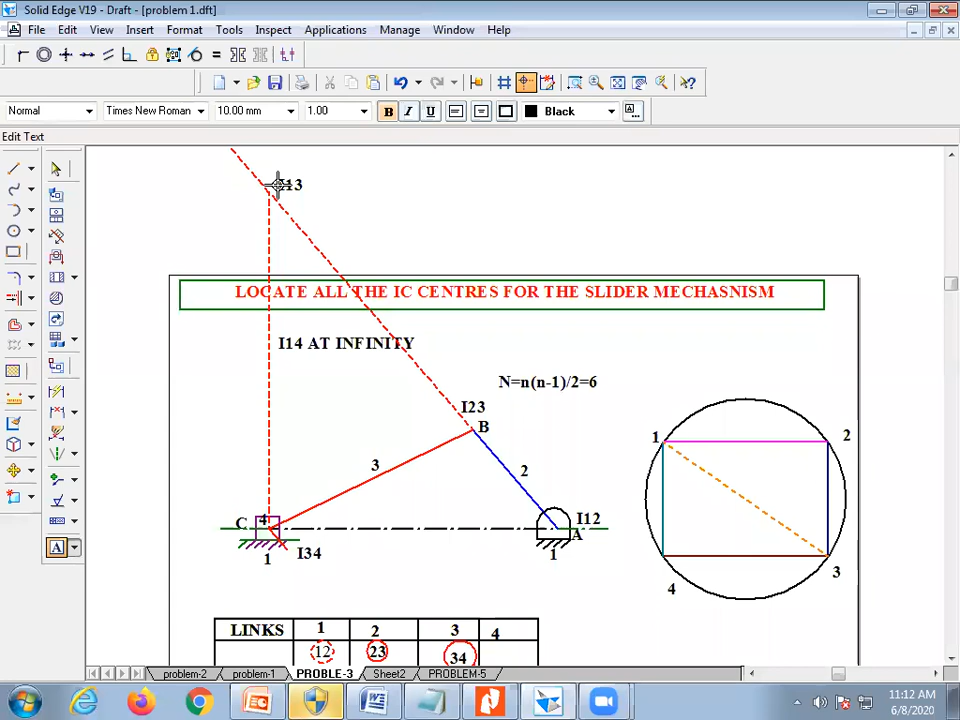 Solid Edge V19 - Draft - [problem 1.dft]
File Edit View Insert Format Tools Inspect Applications Manage Window Help
Normal Times New Roman 10.00 mm 1.00 B I U Black A
Edit Text
I13
LOCATE ALL THE IC CENTRES FOR THE SLIDER MECHASNISM
I14 AT INFINITY
N=n(n-1)/2=6
I23
B
1 2
3 2
C 4 I12
A
1 I34 1
4 3
LINKS 1 2 3 4
12 23 34
problem-2 problem-1 PROBLE-3 Sheet2 PROBLEM-5
11:12 AM
6/8/2020